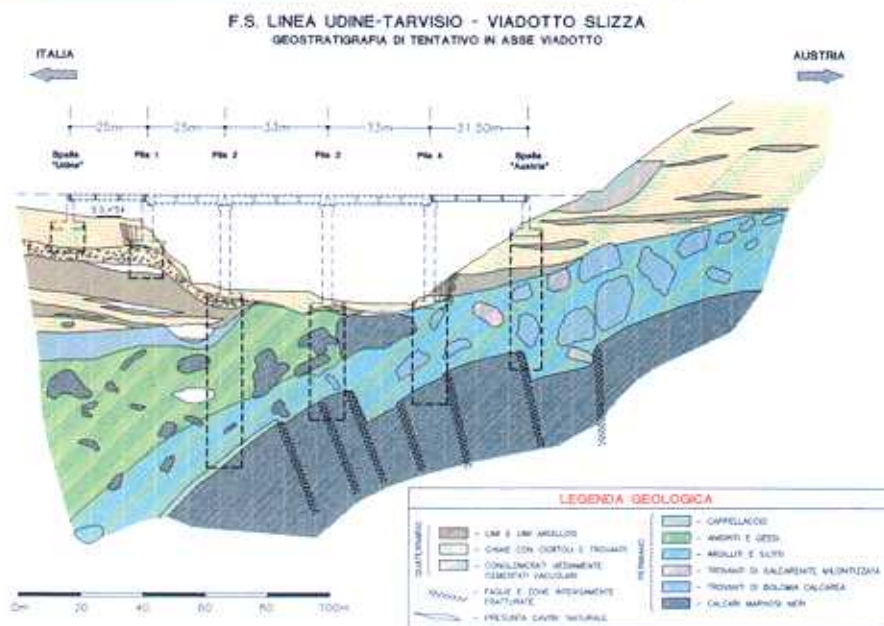 F.S. LINEA UDINE-TARVISIO - VIADOTTO SLIZZA
GEOSTRATIGRAFIA DI TENTATIVO IN ASSE VIADOTTO
ITALIA
AUSTRIA
25m 25m 33m 33m 31.50m
Spalla "Udine"
Pila 1
Pila 2
Pila 3
Pila 4
Spalla "Austria"
LEGENDA GEOLOGICA
QUATERNARIO
- LIMI E LIMI ARGILLOSI
- GHIAIE CON CIOTTOLI E TROVANTI
- CONGLOMERATI MEDIAMENTE CEMENTATI VACUOLARI
- FAGLIE E ZONE INTENSAMENTE FRATTURATE
- PRESUNTA CAVITA' NATURALE
PERMIANO
- CAPPELLACCIO
- ANIDRITI E GESSI
- ARGILLITI E SILTITI
- TROVANTI DI CALCARENITE MILONITIZZATA
- TROVANTI DI DOLOMIA CALCAREA
- CALCARI MARNOSI NERI
0m 20 40 60 80 100m